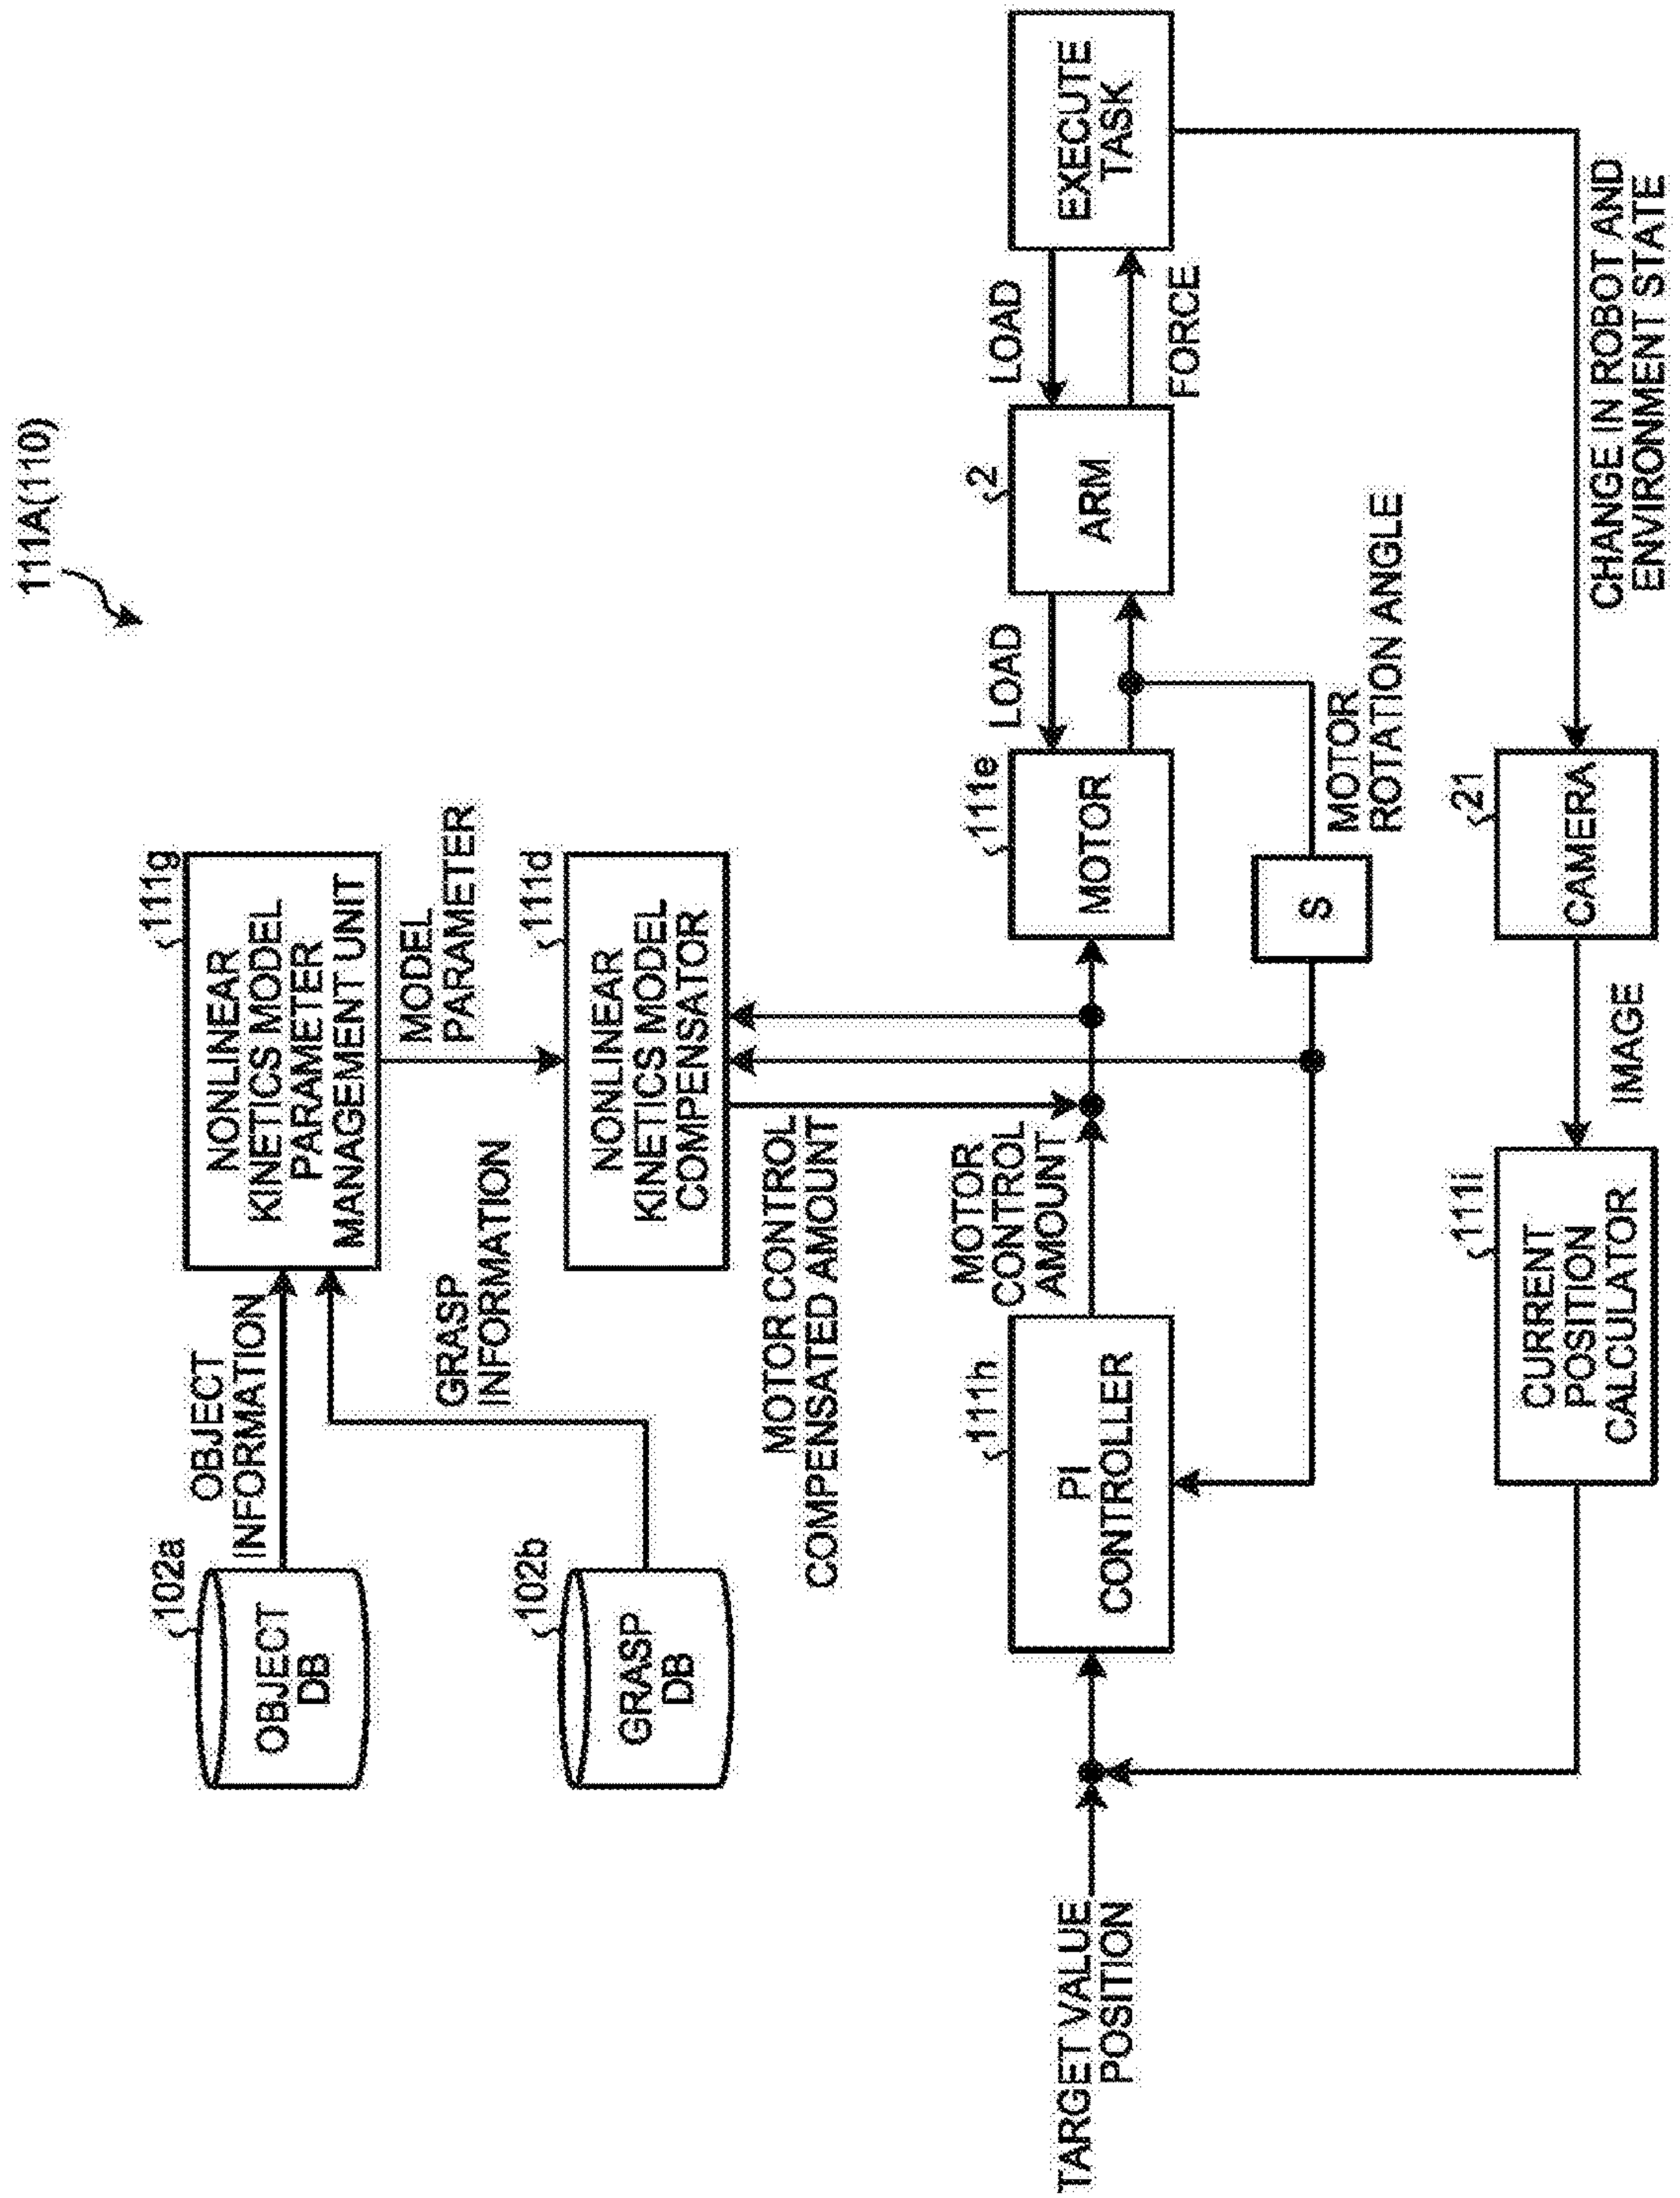 111A(110)
102a
OBJECT
DB
OBJECT
INFORMATION
111g
NONLINEAR
KINETICS MODEL
PARAMETER
MANAGEMENT UNIT
102b
GRASP
DB
GRASP
INFORMATION
MODEL
PARAMETER
111d
NONLINEAR
KINETICS MODEL
COMPENSATOR
MOTOR CONTROL
COMPENSATED AMOUNT
TARGET VALUE
POSITION
111h
PI
CONTROLLER
MOTOR
CONTROL
AMOUNT
111e
MOTOR
LOAD
2
ARM
LOAD
FORCE
EXECUTE
TASK
S
MOTOR
ROTATION ANGLE
111i
CURRENT
POSITION
CALCULATOR
IMAGE
21
CAMERA
CHANGE IN ROBOT AND
ENVIRONMENT STATE